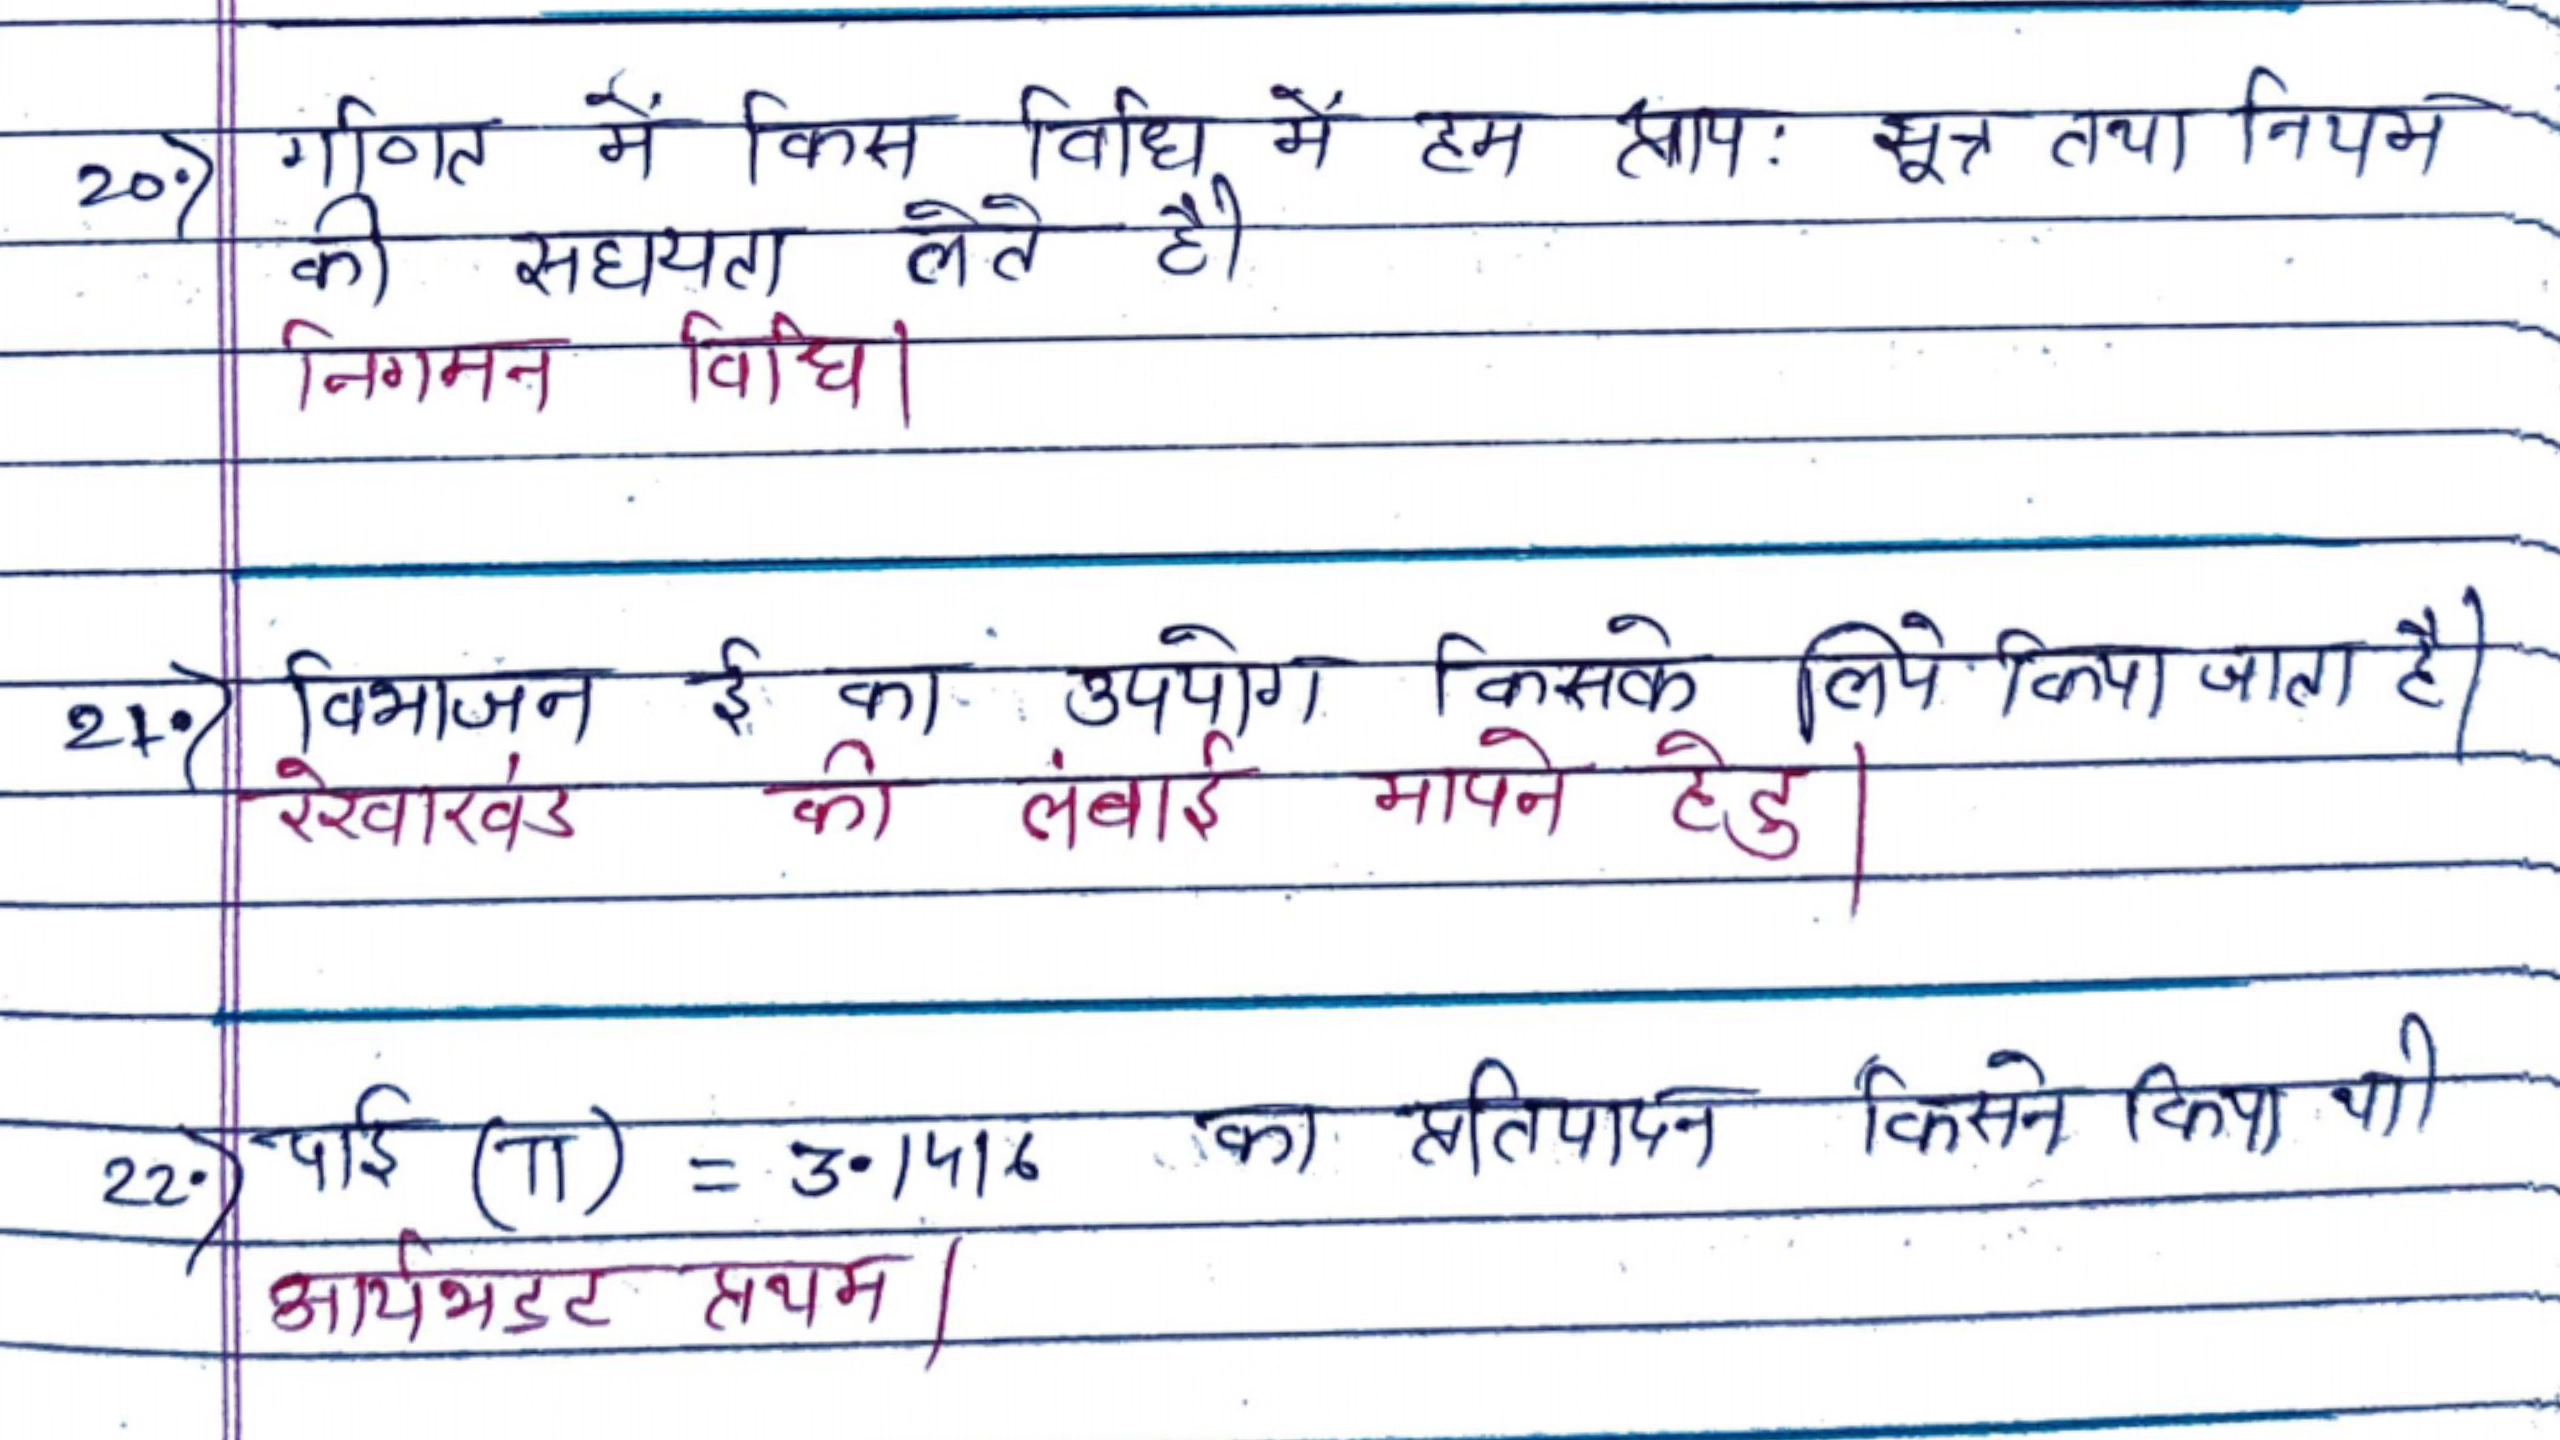 20.) गणित में किस विधि में हम प्राय: सूत्र तथा नियम
की सहायता लेते है।
निगमन विधि।
21.) विभाजन ई का उपयोग किसके लिये किया जाता है।
रेखाखंड की लंबाई मापने हेतु।
22.) पाई (π) = 3.1416 का प्रतिपादन किसने किया था।
आर्यभट्ट प्रथम।